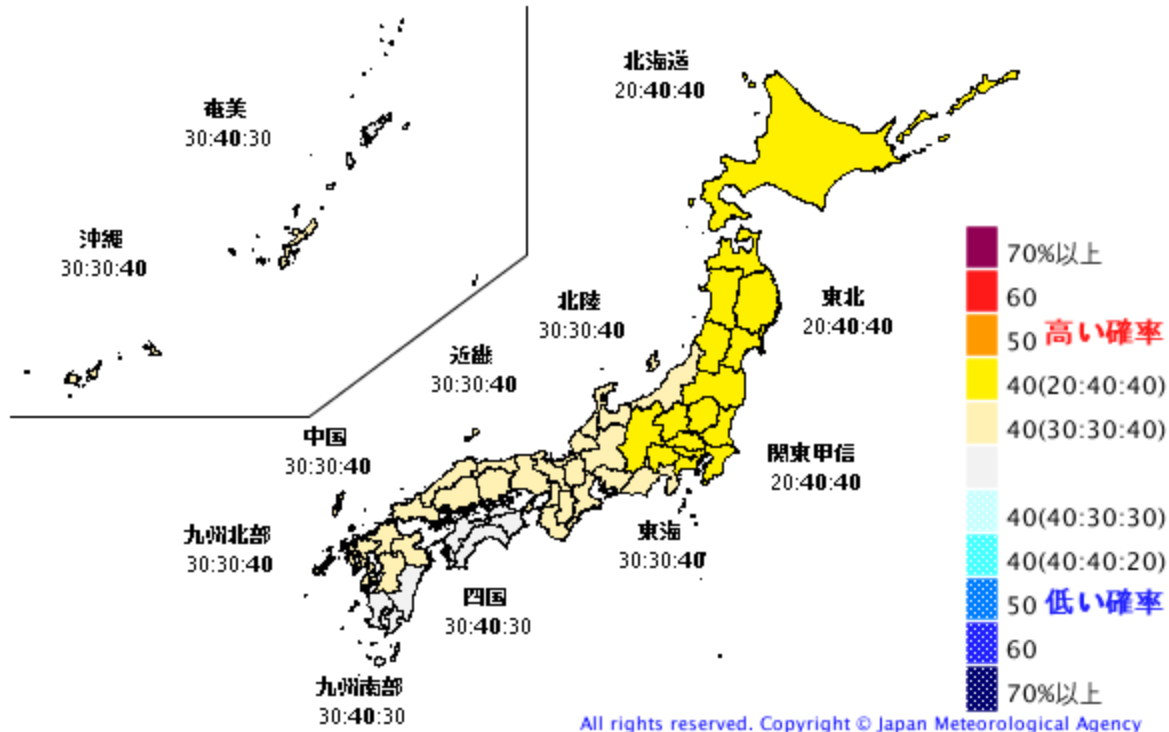 北海道
20:40:40
奄美
30:40:30
沖縄
30:30:40
北陸
30:30:40
東北
20:40:40
近畿
30:30:40
中国
30:30:40
関東甲信
20:40:40
九州北部
30:30:40
東海
30:30:40
四国
30:40:30
九州南部
30:40:30
70%以上
60
50 高い確率
40(20:40:40)
40(30:30:40)
40(40:30:30)
40(40:40:20)
50 低い確率
60
70%以上
All rights reserved. Copyright © Japan Meteorological Agency